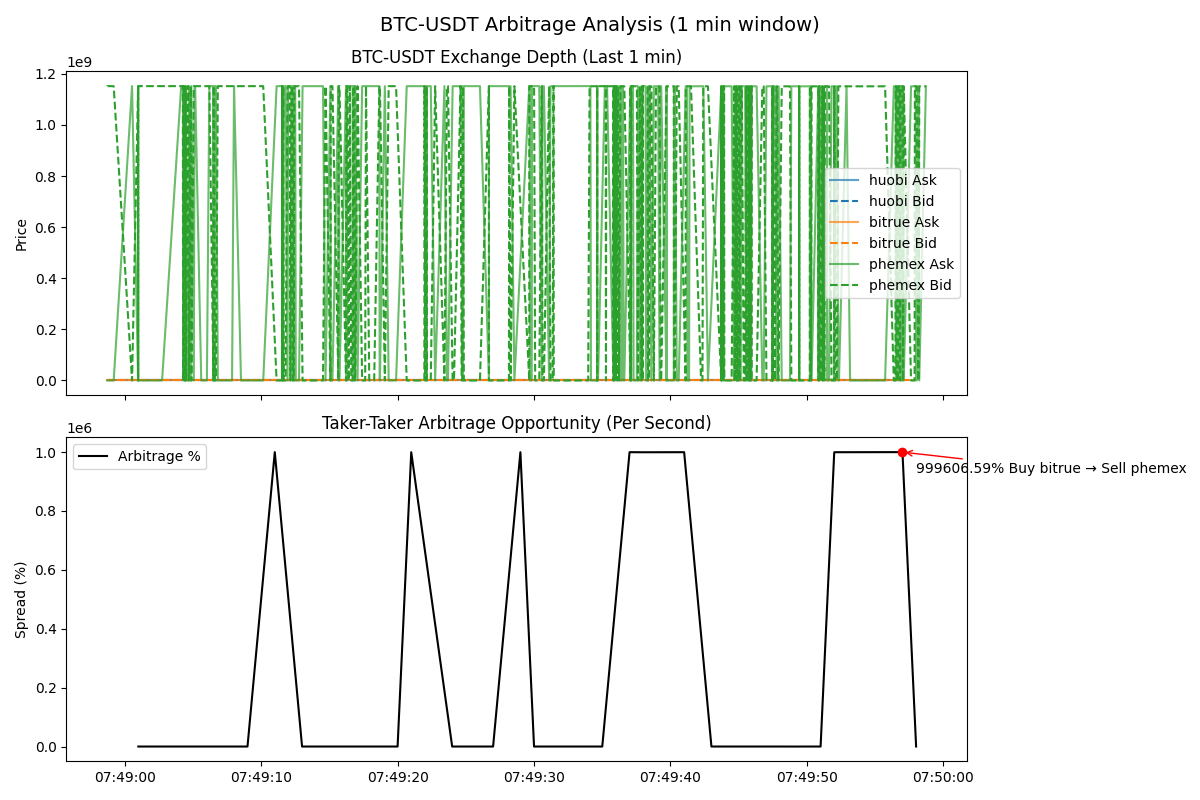 BTC-USDT Arbitrage Analysis (1 min window)
BTC-USDT Exchange Depth (Last 1 min)
1e9
1.2
1.0
0.8
0.6
0.4
0.2
0.0
Price
huobi Ask
huobi Bid
bitrue Ask
bitrue Bid
phemex Ask
phemex Bid
Taker-Taker Arbitrage Opportunity (Per Second)
1e6
1.0
0.8
0.6
0.4
0.2
0.0
Spread (%)
Arbitrage %
999606.59% Buy bitrue → Sell phemex
07:49:00
07:49:10
07:49:20
07:49:30
07:49:40
07:49:50
07:50:00